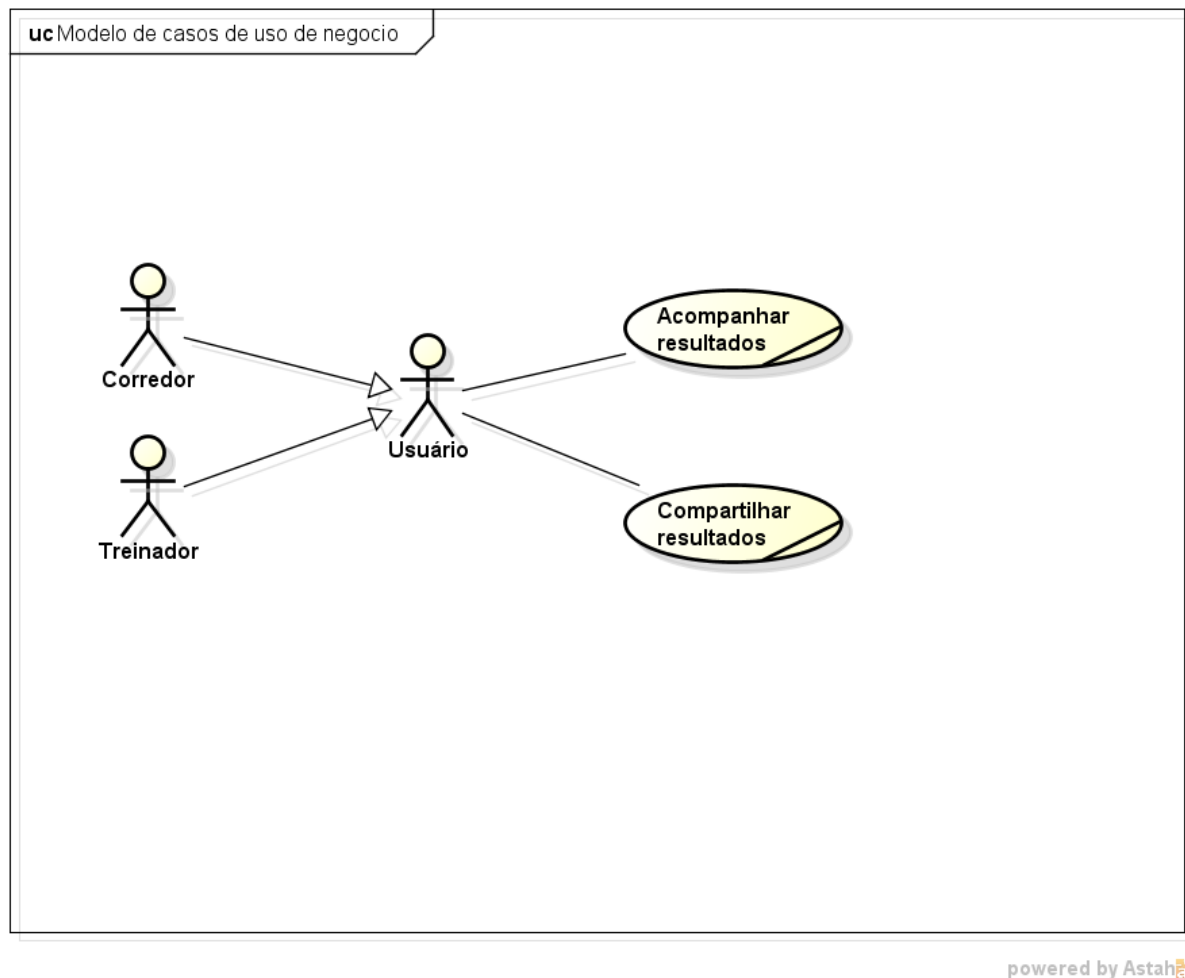 uc Modelo de casos de uso de negocio
Corredor
Treinador
Usuário
Acompanhar
resultados
Compartilhar
resultados
powered by Astah